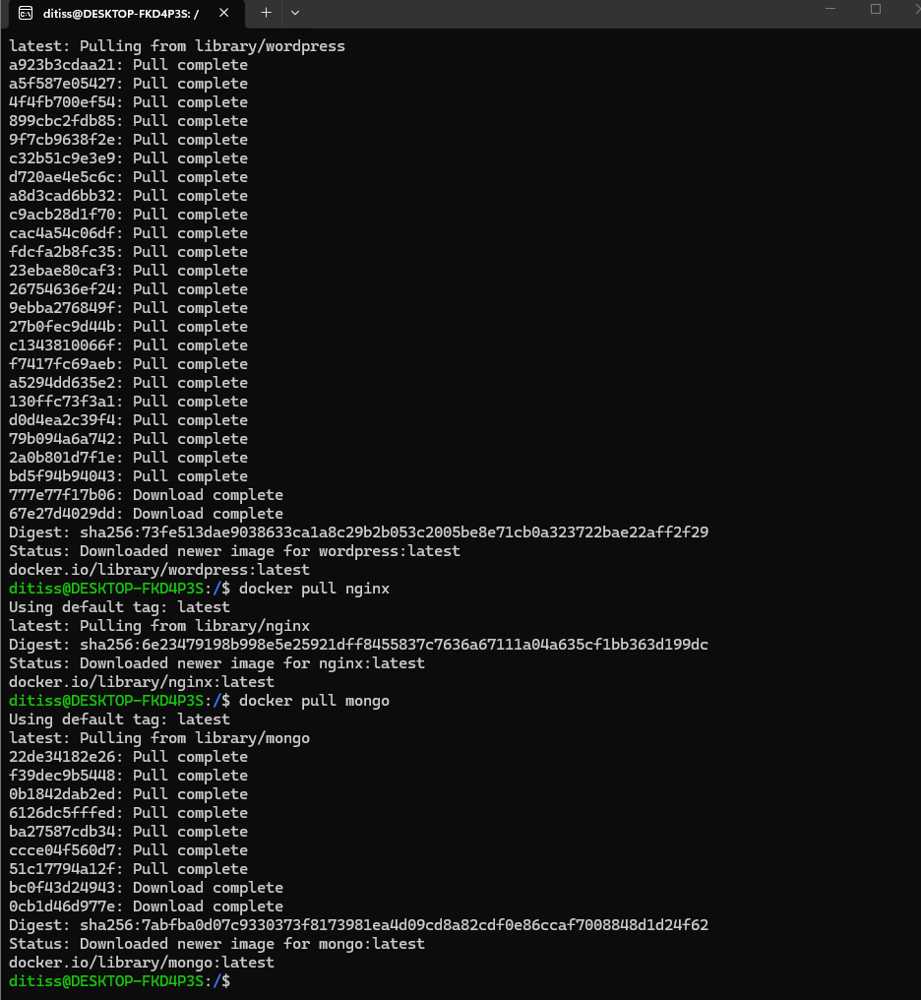 ditiss@DESKTOP-FKD4P3S: /
latest: Pulling from library/wordpress
a923b3cdaa21: Pull complete
a5f587e05427: Pull complete
4f4fb700ef54: Pull complete
899cbc2fdb85: Pull complete
9f7cb9638f2e: Pull complete
c32b51c9e3e9: Pull complete
d720ae4e5c6c: Pull complete
a8d3cad6bb32: Pull complete
c9acb28d1f70: Pull complete
cac4a54c06df: Pull complete
fdcfa2b8fc35: Pull complete
23ebae80caf3: Pull complete
26754636ef24: Pull complete
9ebba276849f: Pull complete
27b0fec9d44b: Pull complete
c1343810066f: Pull complete
f7417fc69aeb: Pull complete
a5294dd635e2: Pull complete
130ffc73f3a1: Pull complete
d0d4ea2c39f4: Pull complete
79b094a6a742: Pull complete
2a0b801d7f1e: Pull complete
bd5f94b94043: Pull complete
777e77f17b06: Download complete
67e27d4029dd: Download complete
Digest: sha256:73fe513dae9038633ca1a8c29b2b053c2005be8e71cb0a323722bae22aff2f29
Status: Downloaded newer image for wordpress:latest
docker.io/library/wordpress:latest
ditiss@DESKTOP-FKD4P3S:/$ docker pull nginx
Using default tag: latest
latest: Pulling from library/nginx
Digest: sha256:6e23479198b998e5e25921dff8455837c7636a67111a04a635cf1bb363d199dc
Status: Downloaded newer image for nginx:latest
docker.io/library/nginx:latest
ditiss@DESKTOP-FKD4P3S:/$ docker pull mongo
Using default tag: latest
latest: Pulling from library/mongo
22de34182e26: Pull complete
f39dec9b5448: Pull complete
0b1842dab2ed: Pull complete
6126dc5fffed: Pull complete
ba27587cdb34: Pull complete
ccce04f560d7: Pull complete
51c17794a12f: Pull complete
bc0f43d24943: Download complete
0cb1d46d977e: Download complete
Digest: sha256:7abfba0d07c9330373f8173981ea4d09cd8a82cdf0e86ccaf7008848d1d24f62
Status: Downloaded newer image for mongo:latest
docker.io/library/mongo:latest
ditiss@DESKTOP-FKD4P3S:/$